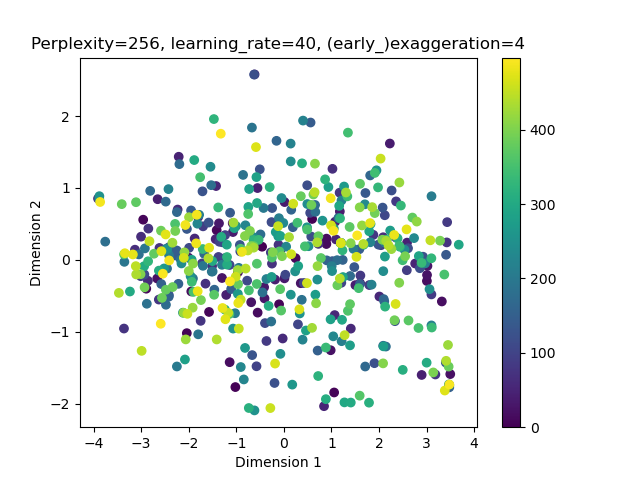 Perplexity=256, learning_rate=40, (early_)exaggeration=4
Dimension 2
2
1
0
−1
−2
−4 −3 −2 −1 0 1 2 3 4
Dimension 1
400
300
200
100
0